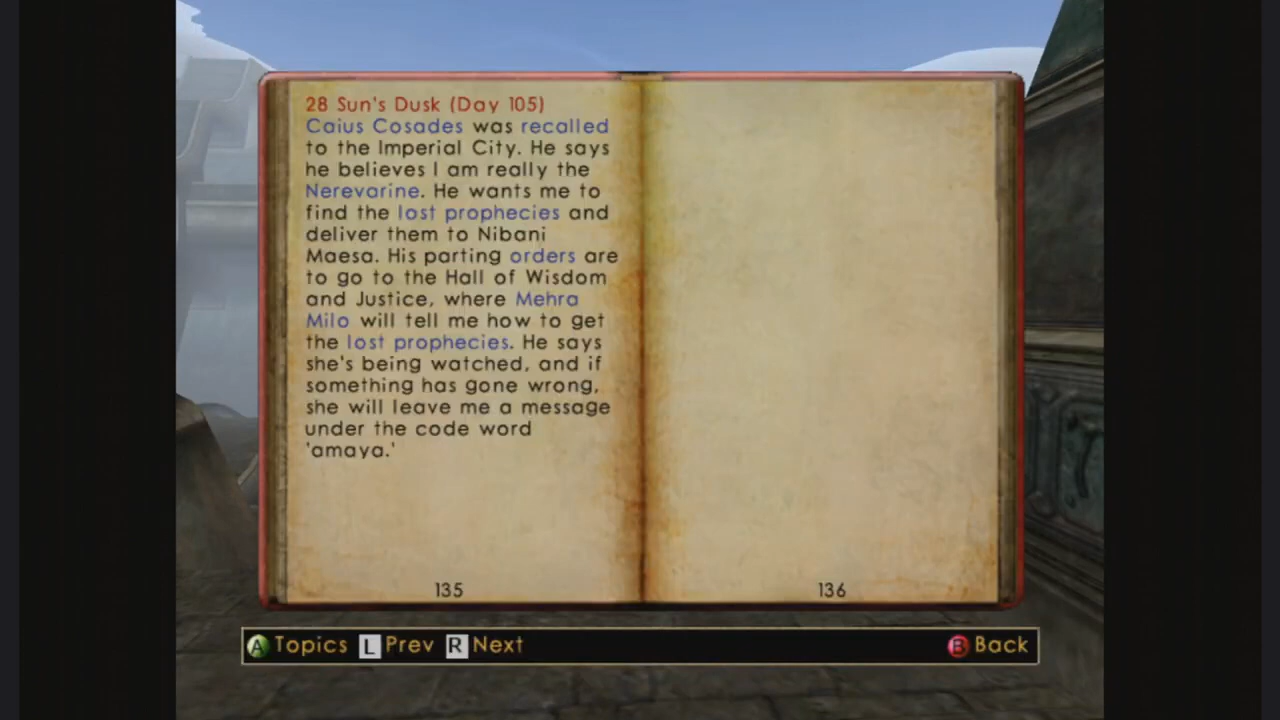 28 Sun's Dusk (Day 105)
Caius Cosades was recalled
to the Imperial City. He says
he believes I am really the
Nerevarine. He wants me to
find the lost prophecies and
deliver them to Nibani
Maesa. His parting orders are
to go to the Hall of Wisdom
and Justice, where Mehra
Milo will tell me how to get
the lost prophecies. He says
she's being watched, and if
something has gone wrong,
she will leave me a message
under the code word
'amaya.'
135
136
A Topics L Prev R Next B Back